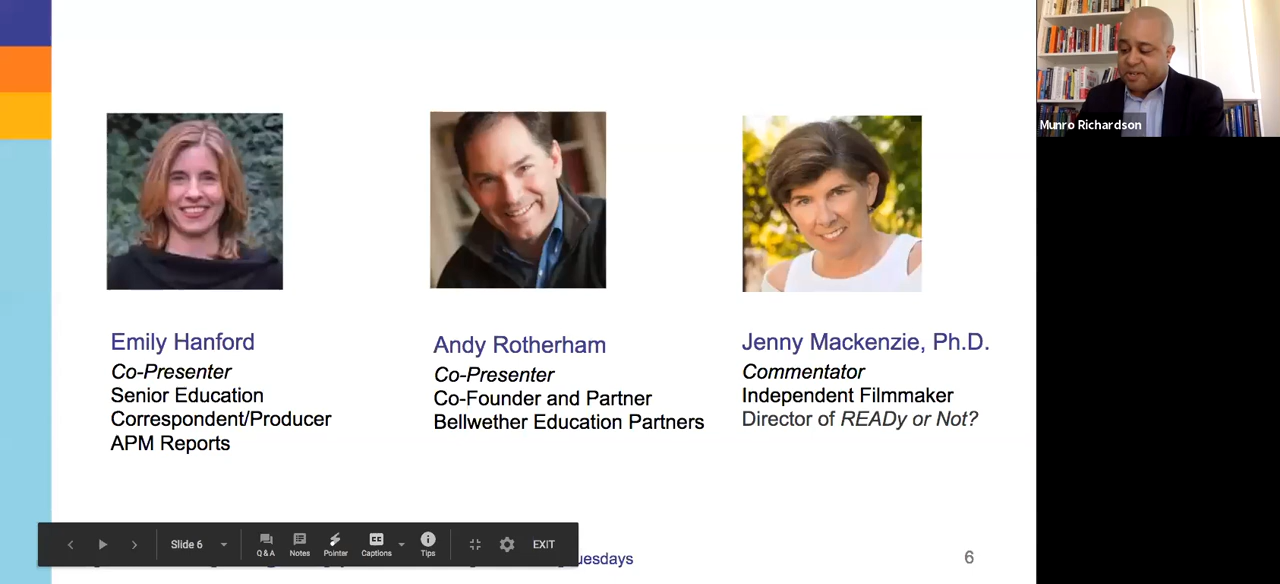 Munro Richardson
Emily Hanford
Co-Presenter
Senior Education
Correspondent/Producer
APM Reports
Andy Rotherham
Co-Presenter
Co-Founder and Partner
Bellwether Education Partners
Jenny Mackenzie, Ph.D.
Commentator
Independent Filmmaker
Director of READy or Not?
Slide 6
Q&A
Notes
Pointer
Captions
Tips
EXIT
uesdays
6